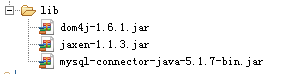 lib
dom4j-1.6.1.jar
jaxen-1.1.3.jar
mysql-connector-java-5.1.7-bin.jar